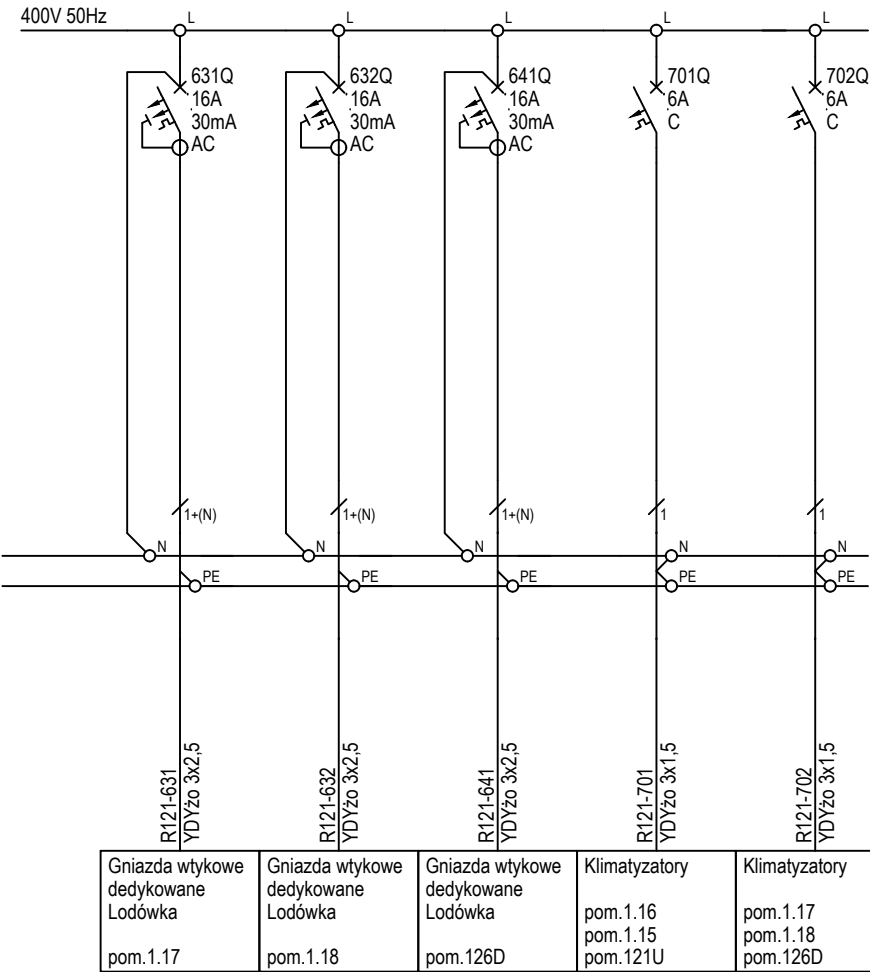 400V 50Hz
L
L
L
L
L
631Q
16A
30mA
AC
632Q
16A
30mA
AC
641Q
16A
30mA
AC
701Q
6A
C
702Q
6A
C
1+(N)
1+(N)
1+(N)
1
1
N
N
N
N
N
PE
PE
PE
PE
PE
R121-631
YDYżo 3x2,5
R121-632
YDYżo 3x2,5
R121-641
YDYżo 3x2,5
R121-701
YDYżo 3x1,5
R121-702
YDYżo 3x1,5
Gniazda wtykowe
dedykowane
Lodówka
pom.1.17
Gniazda wtykowe
dedykowane
Lodówka
pom.1.18
Gniazda wtykowe
dedykowane
Lodówka
pom.126D
Klimatyzatory
pom.1.16
pom.1.15
pom.121U
Klimatyzatory
pom.1.17
pom.1.18
pom.126D